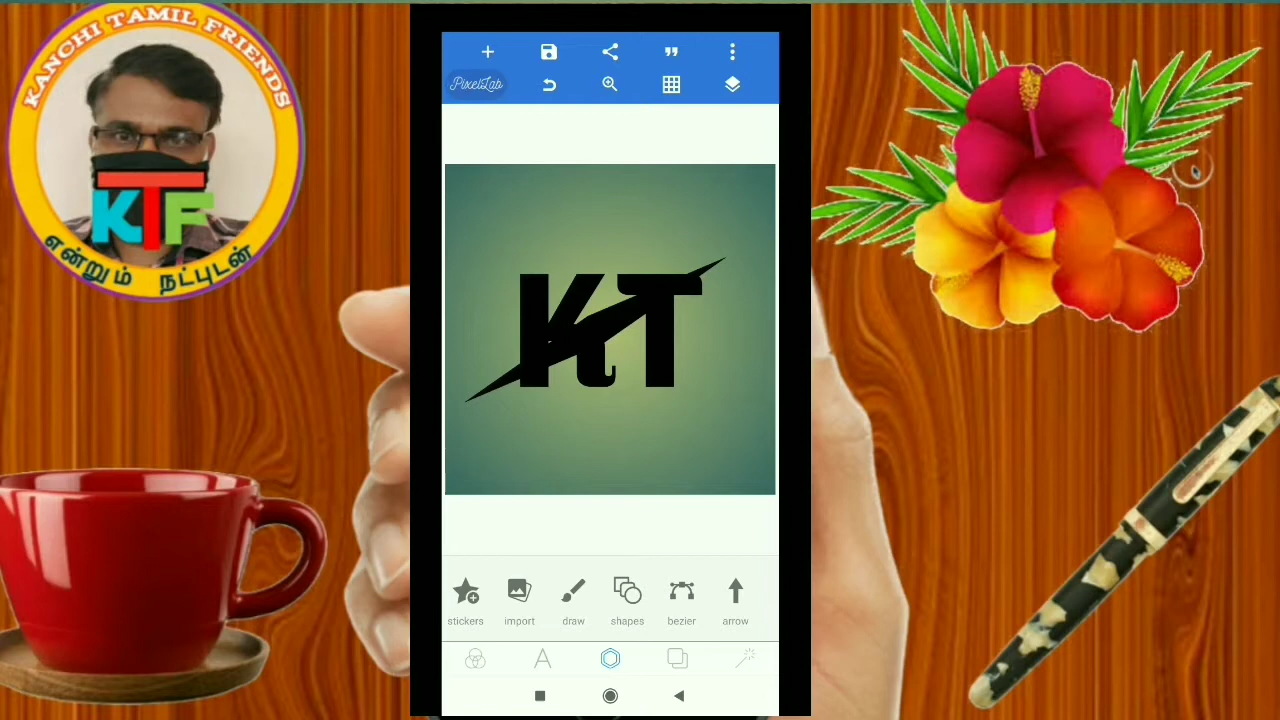 KANCHI TAMIL FRIENDS
KTF
என்றும் நட்புடன்
PixelLab
KT
stickers import draw shapes bezier arrow